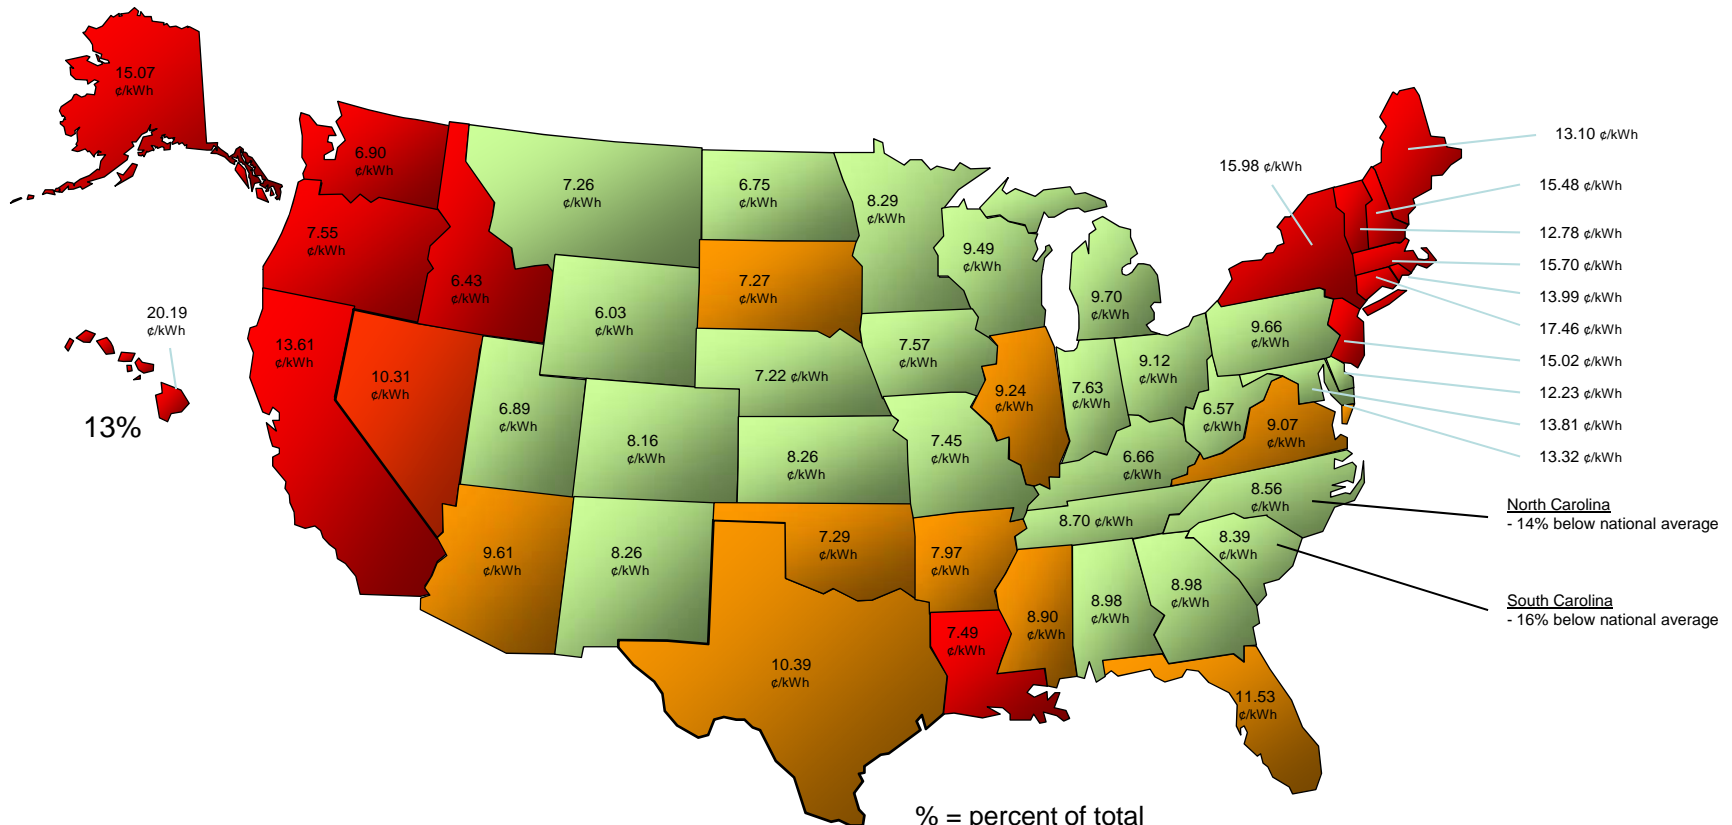 15.07
¢/kWh
6.90
¢/kWh
7.55
¢/kWh
6.43
¢/kWh
7.26
¢/kWh
6.75
¢/kWh
8.29
¢/kWh
7.27
¢/kWh
9.49
¢/kWh
9.70
¢/kWh
15.98 ¢/kWh
13.10 ¢/kWh
15.48 ¢/kWh
12.78 ¢/kWh
15.70 ¢/kWh
13.99 ¢/kWh
17.46 ¢/kWh
15.02 ¢/kWh
12.23 ¢/kWh
13.81 ¢/kWh
13.32 ¢/kWh
20.19
¢/kWh
13%
13.61
¢/kWh
10.31
¢/kWh
6.03
¢/kWh
6.89
¢/kWh
8.16
¢/kWh
7.22 ¢/kWh
7.57
¢/kWh
8.26
¢/kWh
7.45
¢/kWh
9.24
¢/kWh
7.63
¢/kWh
9.12
¢/kWh
9.66
¢/kWh
6.57
¢/kWh
9.07
¢/kWh
6.66
¢/kWh
8.56
¢/kWh
8.70 ¢/kWh
8.39
¢/kWh
9.61
¢/kWh
8.26
¢/kWh
7.29
¢/kWh
7.97
¢/kWh
8.90
¢/kWh
8.98
¢/kWh
8.98
¢/kWh
7.49
¢/kWh
10.39
¢/kWh
11.53
¢/kWh
North Carolina
- 14% below national average
South Carolina
- 16% below national average
% = percent of total